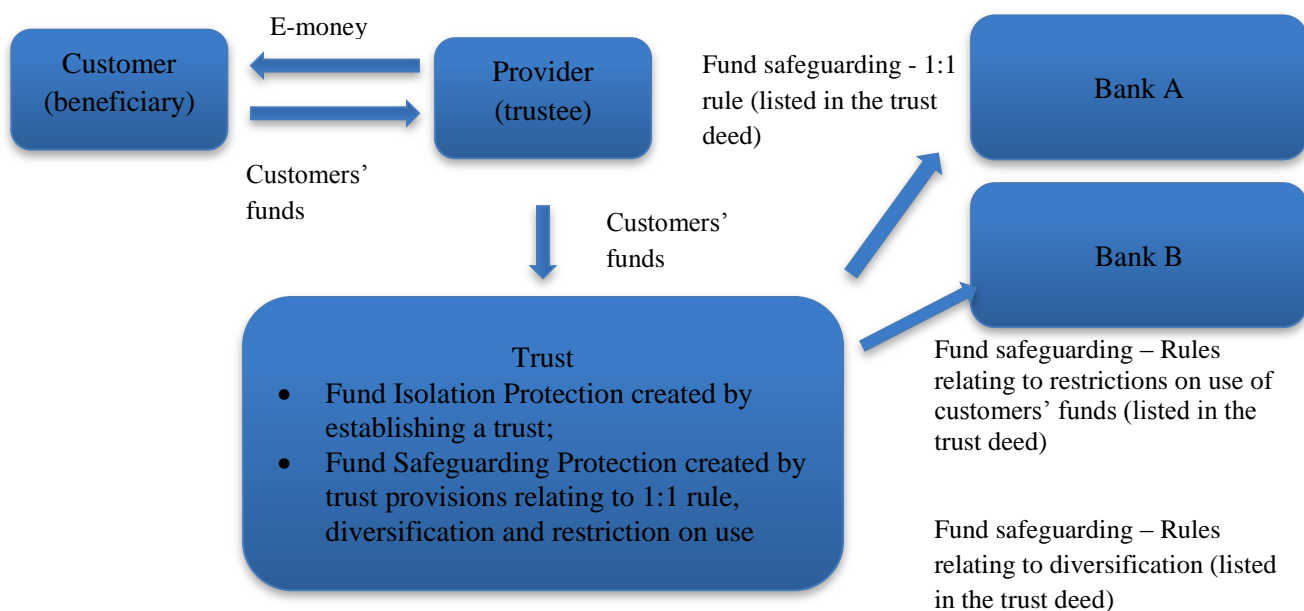 E-money
Customer
(beneficiary)
Provider
(trustee)
Customers’
funds
Fund safeguarding - 1:1
rule (listed in the trust
deed)
Bank A
Bank B
Customers’
funds
Trust
• Fund Isolation Protection created by
establishing a trust;
• Fund Safeguarding Protection created by
trust provisions relating to 1:1 rule,
diversification and restriction on use
Fund safeguarding – Rules
relating to restrictions on use of
customers’ funds (listed in the
trust deed)
Fund safeguarding – Rules
relating to diversification (listed
in the trust deed)